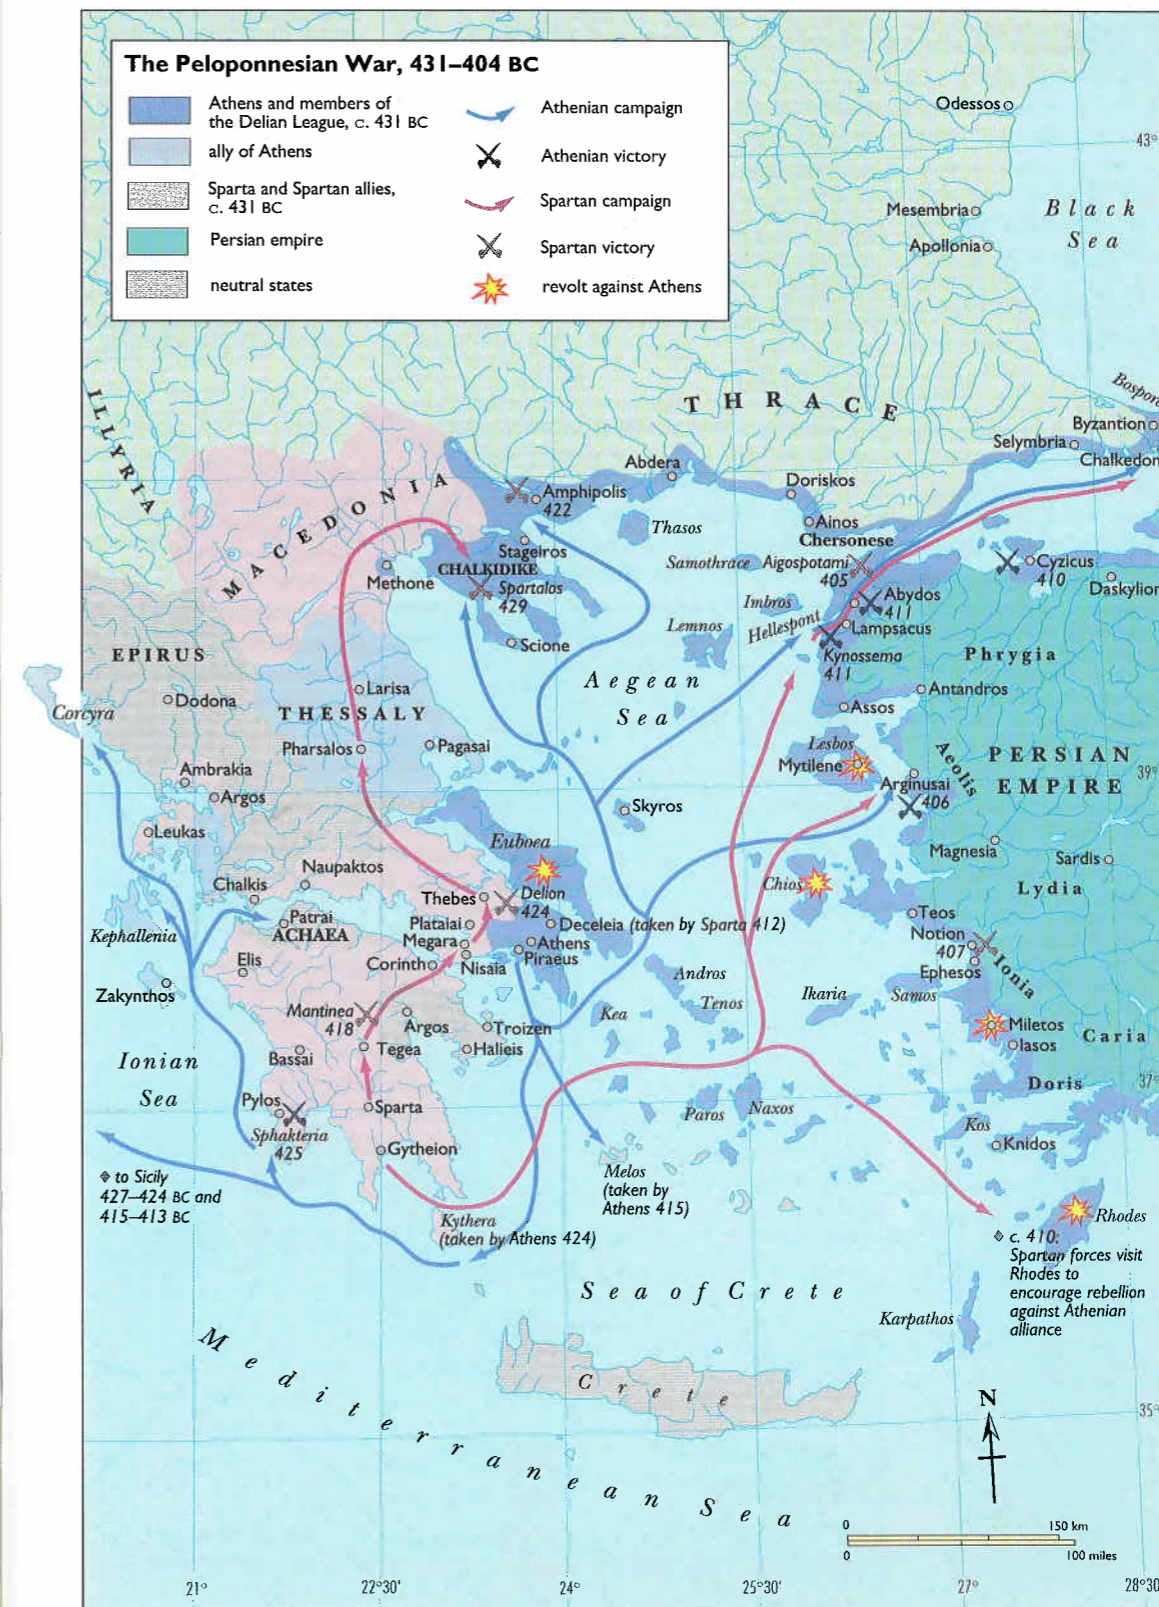 The Peloponnesian War, 431–404 BC
Athens and members of
the Delian League, c. 431 BC
ally of Athens
Sparta and Spartan allies,
c. 431 BC
Persian empire
neutral states
Athenian campaign
Athenian victory
Spartan campaign
Spartan victory
revolt against Athens
Odessos
43°
Mesembria
Black
Sea
Apollonia
ILLYRIA
THRACE
Byzantion
Selymbria
Chalkedon
MACEDONIA
Abdera
Doriskos
Amphipolis
422
Thasos
Ainos
Chersonese
Stageiros
CHALKIDIKE
Methone
Spartalos
429
Samothrace
Aigospotami
405
Cyzicus
410
Daskylion
Imbros
Abydos
411
Lemnos
Hellespont
Lampsacus
Scione
EPIRUS
Kynossema
411
Phrygia
Dodona
Larisa
Aegean
Sea
Antandros
Corcyra
THESSALY
Assos
Pharsalos
Pagasai
Lesbos
Mytilene
Aeolis
PERSIAN
EMPIRE
39°
Ambrakia
Argos
Arginusai
406
Skyros
Leukas
Euboea
Magnesia
Sardis
Naupaktos
Chalkis
Thebes
Delion
424
Chios
Lydia
Patrai
ACHAEA
Plataiai
Deceleia (taken by Sparta 412)
Teos
Kephallenia
Megara
Athens
Notion
407
Elis
Corinth
Nisaia
Piraeus
Ephesos
Ionia
Zakynthos
Andros
Tenos
Ikaria
Samos
Mantinea
418
Argos
Troizen
Kea
Miletos
Iasos
Caria
Ionian
Sea
Bassai
Tegea
Halieis
Doris
37°
Pylos
Sparta
Paros
Naxos
Sphakteria
425
Gytheion
Kos
Knidos
to Sicily
427–424 BC and
415–413 BC
Melos
(taken by
Athens 415)
Kythera
(taken by Athens 424)
Rhodes
c. 410:
Spartan forces visit
Rhodes to
encourage rebellion
against Athenian
alliance
Sea of Crete
Karpathos
Mediterranean Sea
Crete
N
35°
0 150 km
0 100 miles
21°
22°30'
24°
25°30'
27°
28°30